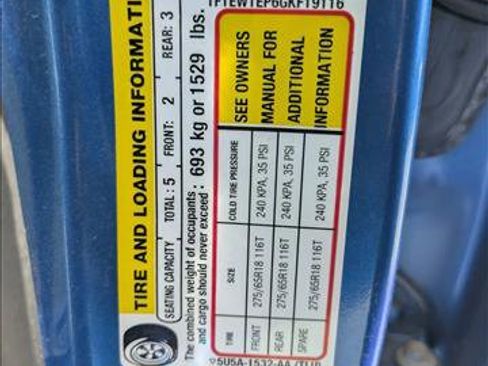 TIRE AND LOADING INFORMATI
SEATING CAPACITY TOTAL : 5 FRONT: 2 REAR: 3
The combined weight of occupants
and cargo should never exceed : 693 kg or 1529 lbs.
TIRE SIZE COLD TIRE PRESSURE
FRONT 275/65R18 116T 240 KPA, 35 PSI
REAR 275/65R18 116T 240 KPA, 35 PSI
SPARE 275/65R18 116T 240 KPA, 35 PSI
SEE OWNERS
MANUAL FOR
ADDITIONAL
INFORMATION